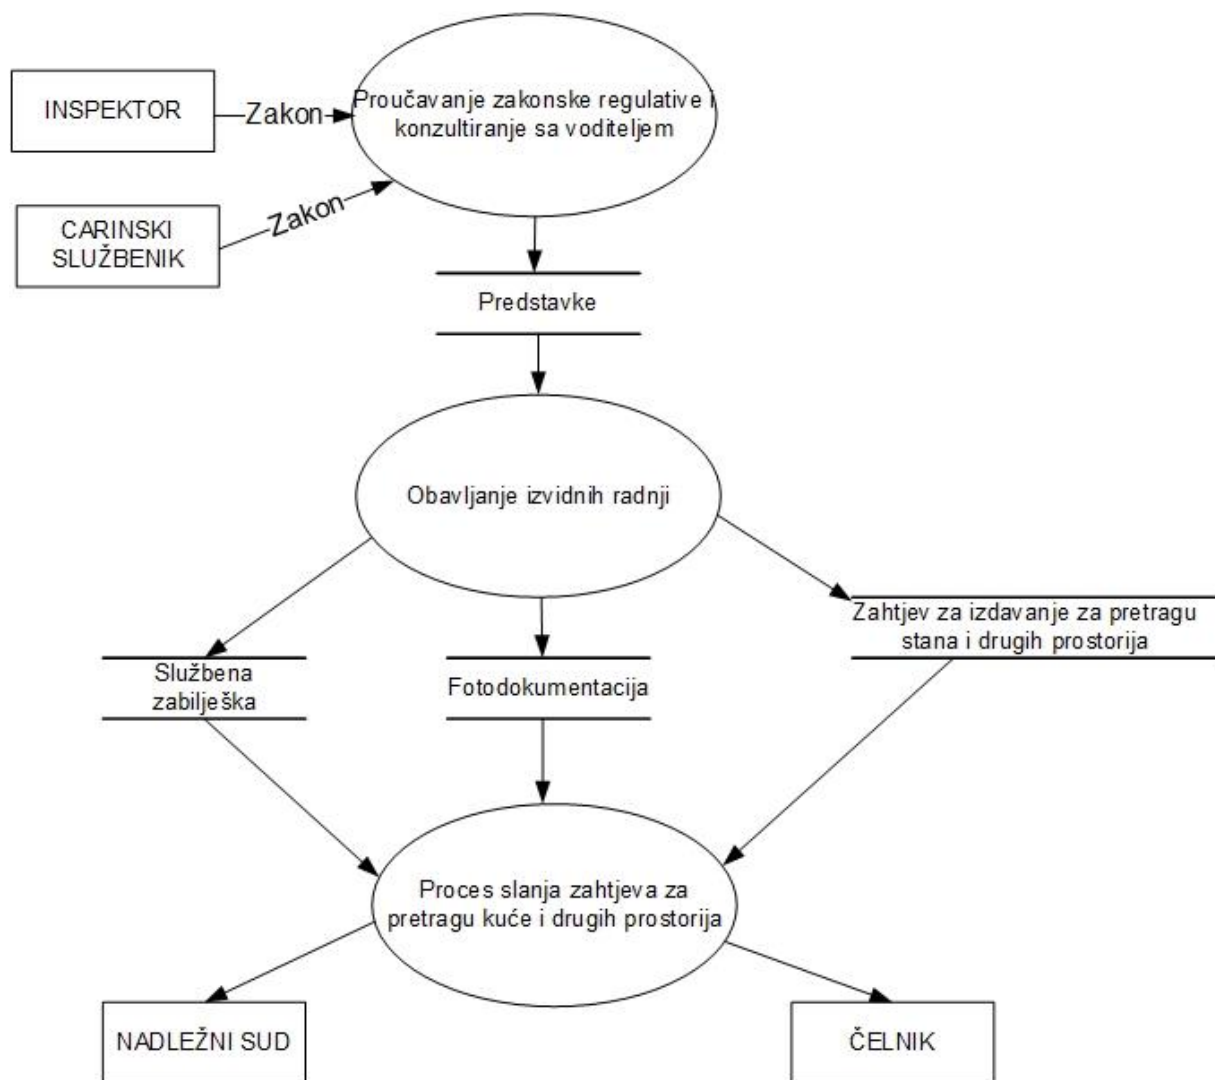 INSPEKTOR
Zakon
Proučavanje zakonske regulative i
konzultiranje sa voditeljem
CARINSKI
SLUŽBENIK
Zakon
Predstavke
Obavljanje izvidnih radnji
Zahtjev za izdavanje za pretragu
stana i drugih prostorija
Službena
zabilješka
Fotodokumentacija
Proces slanja zahtjeva za
pretragu kuće i drugih prostorija
NADLEŽNI SUD
ČELNIK